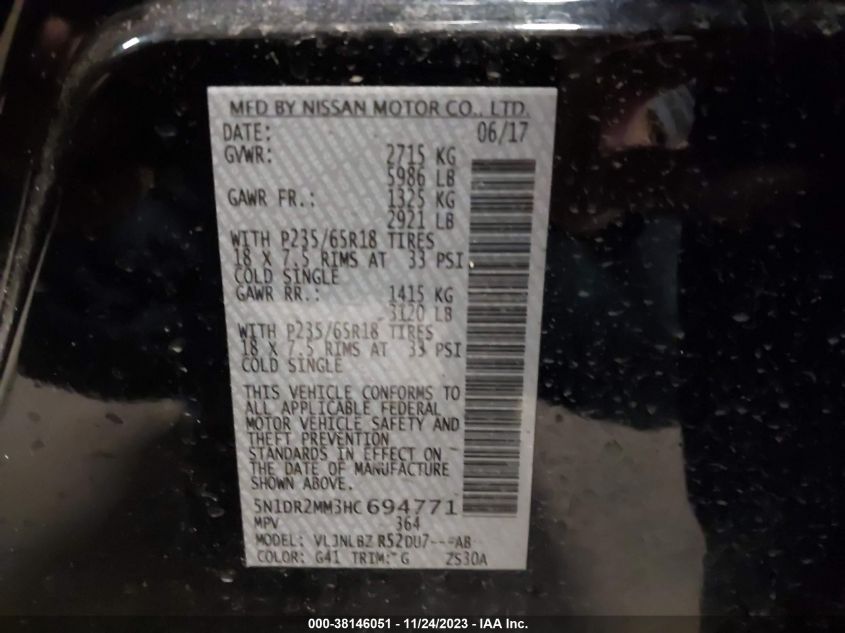 MFD BY NISSAN MOTOR CO., LTD.
DATE: 06/17
GVWR: 2715 KG
5986 LB
GAWR FR.: 1325 KG
2921 LB
WITH P235/65R18 TIRES
18 X 7.5 RIMS AT 33 PSI
COLD SINGLE
GAWR RR.: 1415 KG
3120 LB
WITH P235/65R18 TIRES
18 X 7.5 RIMS AT 33 PSI
COLD SINGLE
THIS VEHICLE CONFORMS TO
ALL APPLICABLE FEDERAL
MOTOR VEHICLE SAFETY AND
THEFT PREVENTION
STANDARDS IN EFFECT ON
THE DATE OF MANUFACTURE
SHOWN ABOVE.
5N1DR2MM3HC694771
MPV 364
MODEL: R52DU7---AB
COLOR: G41 TRIM: G ZS30A
000-38146051 - 11/24/2023 - IAA Inc.